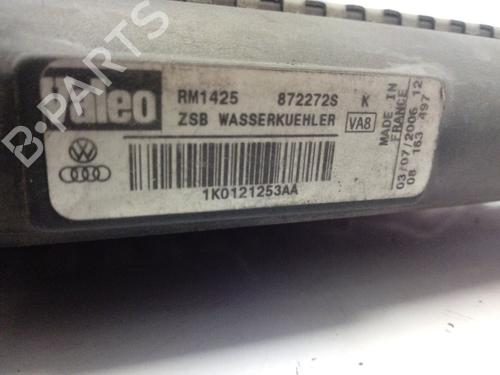 B-PARTS
Valeo
RM1425 872272S K
ZSB WASSERKUEHLER VA8
1K0121253AA
MADE IN
FRANCE
03/07/2006 12
08 163 497